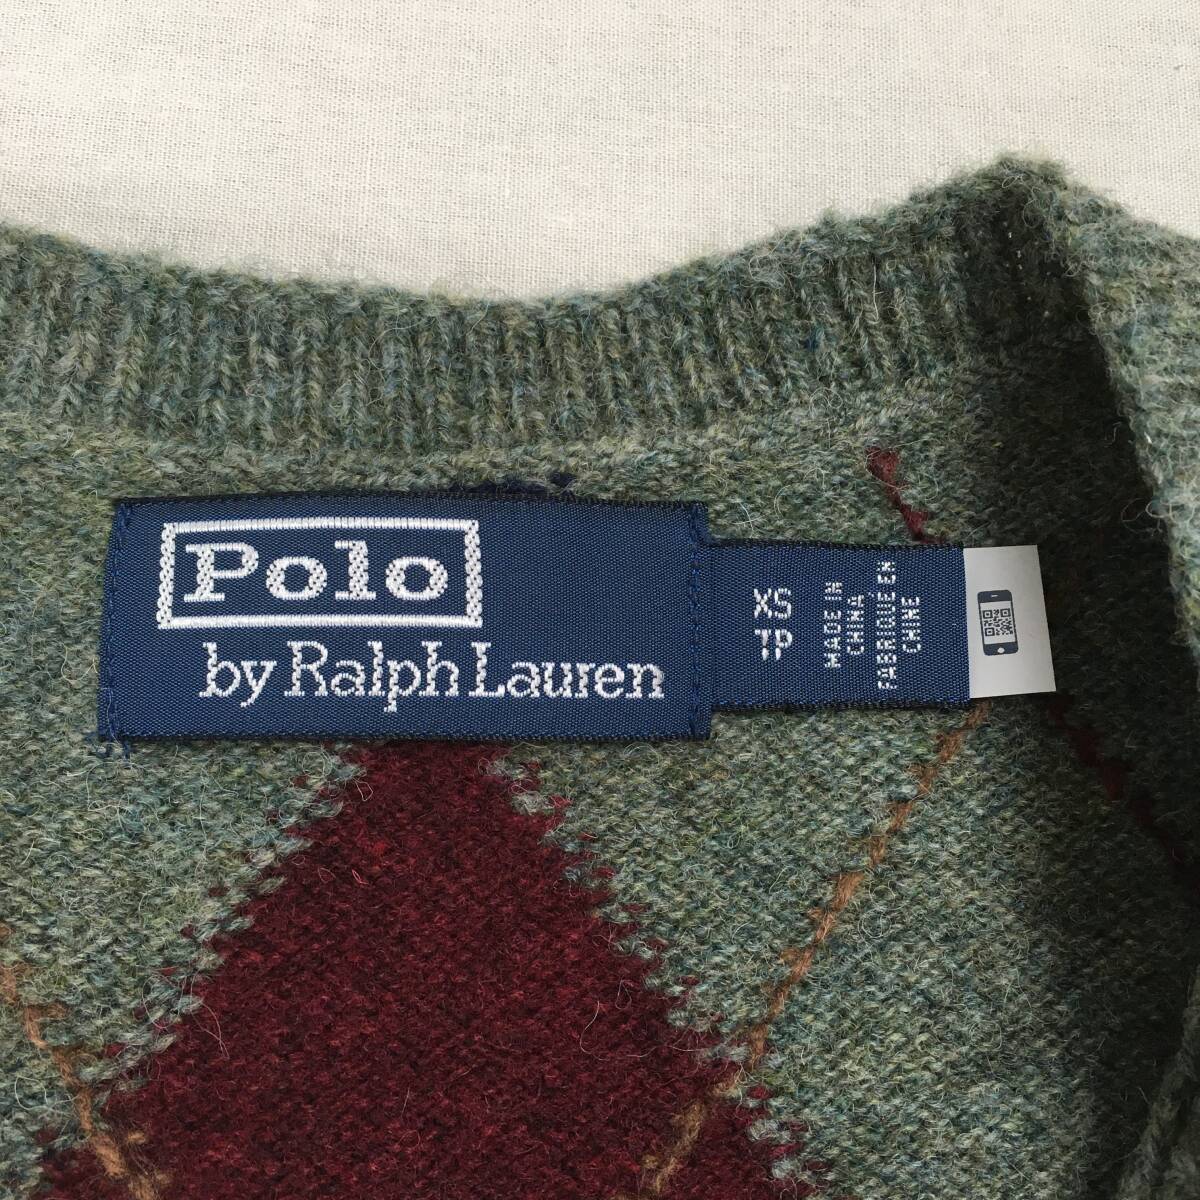 Polo
by Ralph Lauren
XS
TP
MADE IN
CHINA
FABRIQUE EN
CHINE